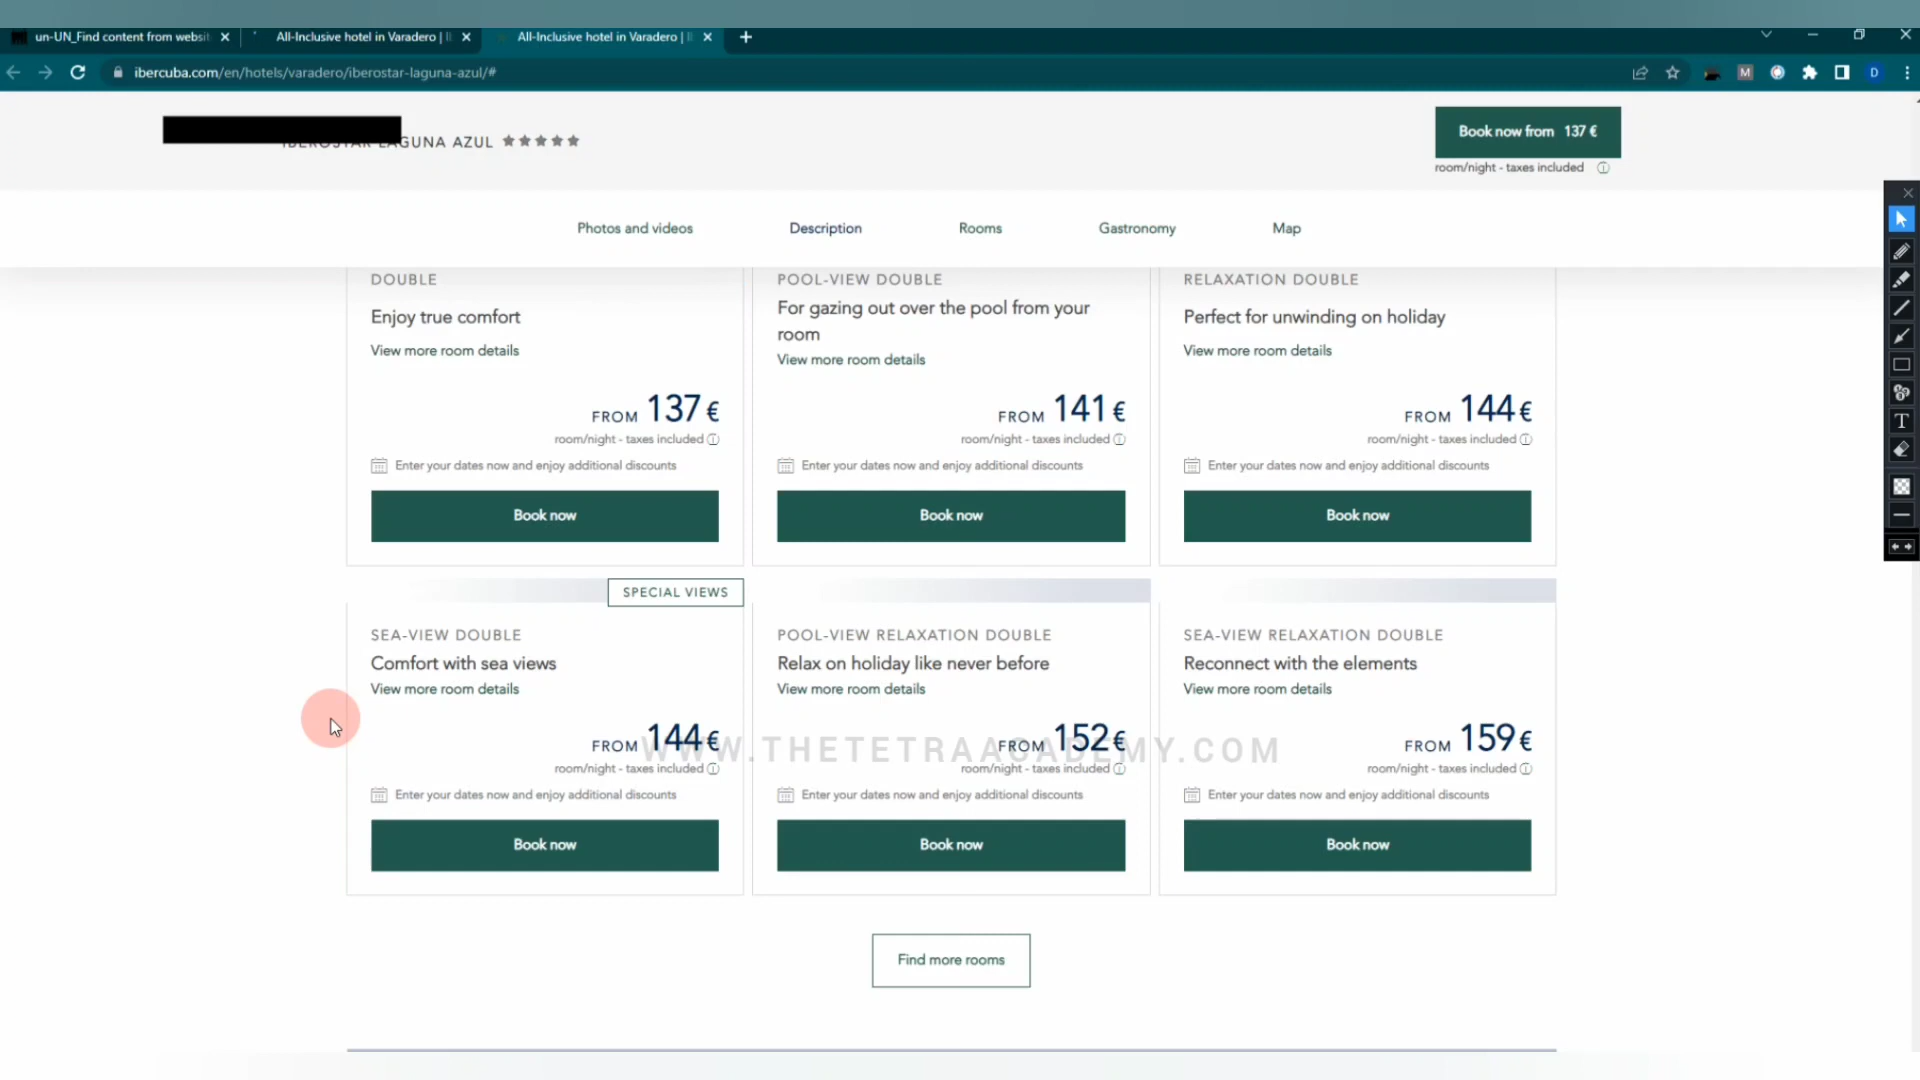 un-UN_Find content from websit
All-Inclusive hotel in Varadero |
All-Inclusive hotel in Varadero |
ibercuba.com/en/hotels/varadero/iberostar-laguna-azul/#
M
D
LAGUNA AZUL
Book now from 137 €
room/night - taxes included
Photos and videos
Description
Rooms
Gastronomy
Map
DOUBLE
Enjoy true comfort
View more room details
FROM 137 €
room/night - taxes included
Enter your dates now and enjoy additional discounts
Book now
POOL-VIEW DOUBLE
For gazing out over the pool from your
room
View more room details
FROM 141 €
room/night - taxes included
Enter your dates now and enjoy additional discounts
Book now
RELAXATION DOUBLE
Perfect for unwinding on holiday
View more room details
FROM 144 €
room/night - taxes included
Enter your dates now and enjoy additional discounts
Book now
SPECIAL VIEWS
SEA-VIEW DOUBLE
Comfort with sea views
View more room details
FROM 144 €
room/night - taxes included
Enter your dates now and enjoy additional discounts
Book now
POOL-VIEW RELAXATION DOUBLE
Relax on holiday like never before
View more room details
FROM 152 €
room/night - taxes included
Enter your dates now and enjoy additional discounts
Book now
SEA-VIEW RELAXATION DOUBLE
Reconnect with the elements
View more room details
FROM 159 €
room/night - taxes included
Enter your dates now and enjoy additional discounts
Book now
WWW.THETETRAACADEMY.COM
Find more rooms
T